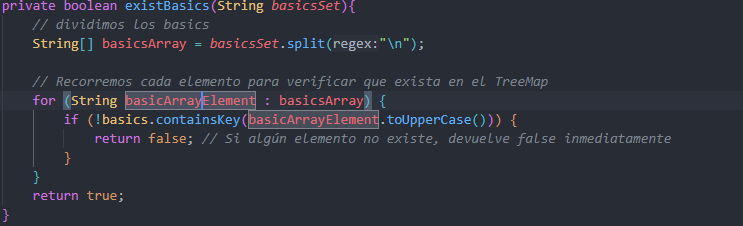 private boolean existBasics(String basicsSet){
// dividimos los basics
String[] basicsArray = basicsSet.split(regex:"\n");
// Recorremos cada elemento para verificar que exista en el TreeMap
for (String basicArrayElement : basicsArray) {
if (!basics.containsKey(basicArrayElement.toUpperCase())) {
return false; // Si algún elemento no existe, devuelve false inmediatamente
}
}
return true;
}